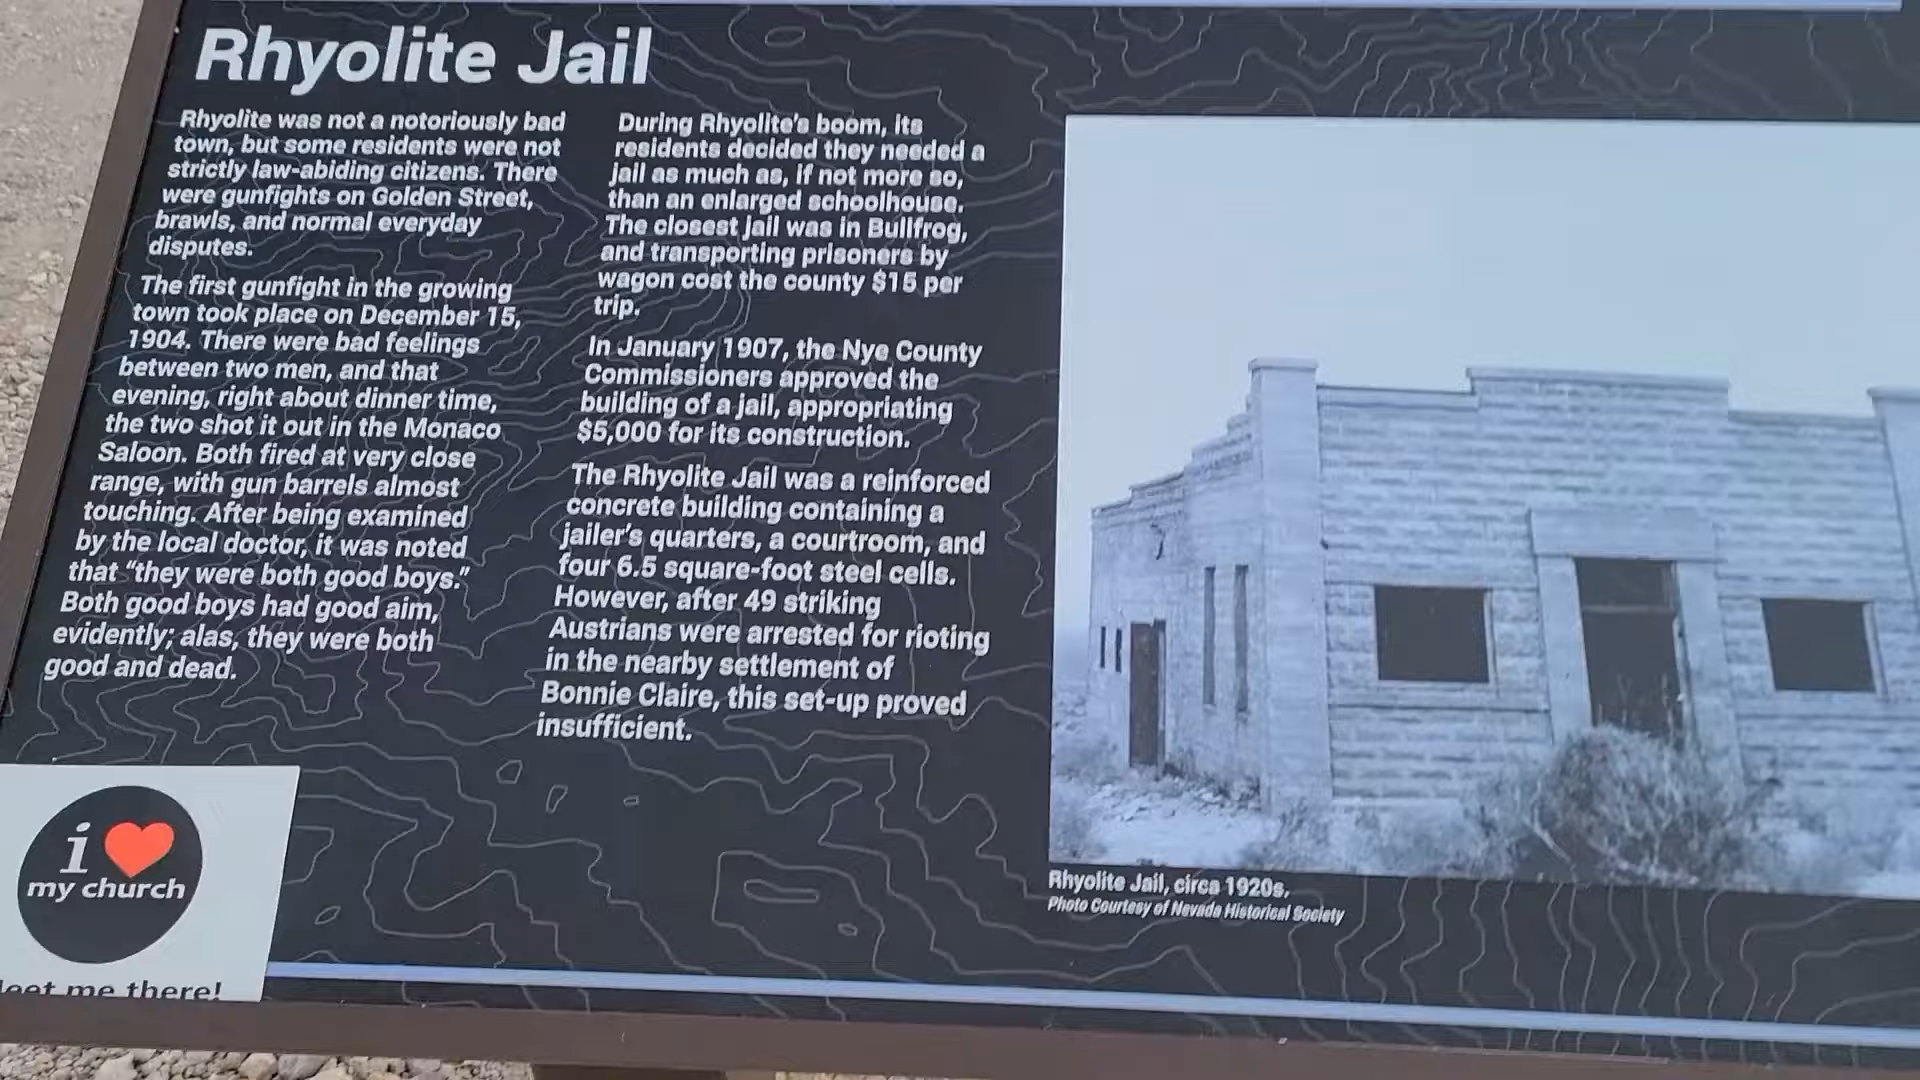 Rhyolite Jail
Rhyolite was not a notoriously bad
town, but some residents were not
strictly law-abiding citizens. There
were gunfights on Golden Street,
brawls, and normal everyday
disputes.
The first gunfight in the growing
town took place on December 15,
1904. There were bad feelings
between two men, and that
evening, right about dinner time,
the two shot it out in the Monaco
Saloon. Both fired at very close
range, with gun barrels almost
touching. After being examined
by the local doctor, it was noted
that “they were both good boys.”
Both good boys had good aim,
evidently; alas, they were both
good and dead.
During Rhyolite's boom, its
residents decided they needed a
jail as much as, if not more so,
than an enlarged schoolhouse.
The closest jail was in Bullfrog,
and transporting prisoners by
wagon cost the county $15 per
trip.
In January 1907, the Nye County
Commissioners approved the
building of a jail, appropriating
$5,000 for its construction.
The Rhyolite Jail was a reinforced
concrete building containing a
jailer's quarters, a courtroom, and
four 6.5 square-foot steel cells.
However, after 49 striking
Austrians were arrested for rioting
in the nearby settlement of
Bonnie Claire, this set-up proved
insufficient.
Rhyolite Jail, circa 1920s.
Photo Courtesy of Nevada Historical Society
i
my church
me there!